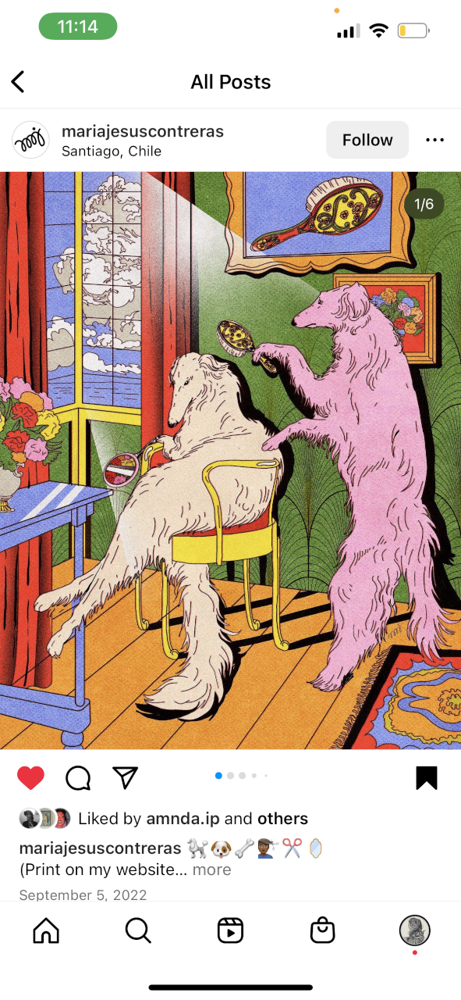 11:14
All Posts
mariajesuscontreras
Santiago, Chile
Follow
1/6
Liked by amnda.ip and others
mariajesuscontreras 🐩🐶🦴💇🏾‍♂️✂️🪞
(Print on my website... more
September 5, 2022